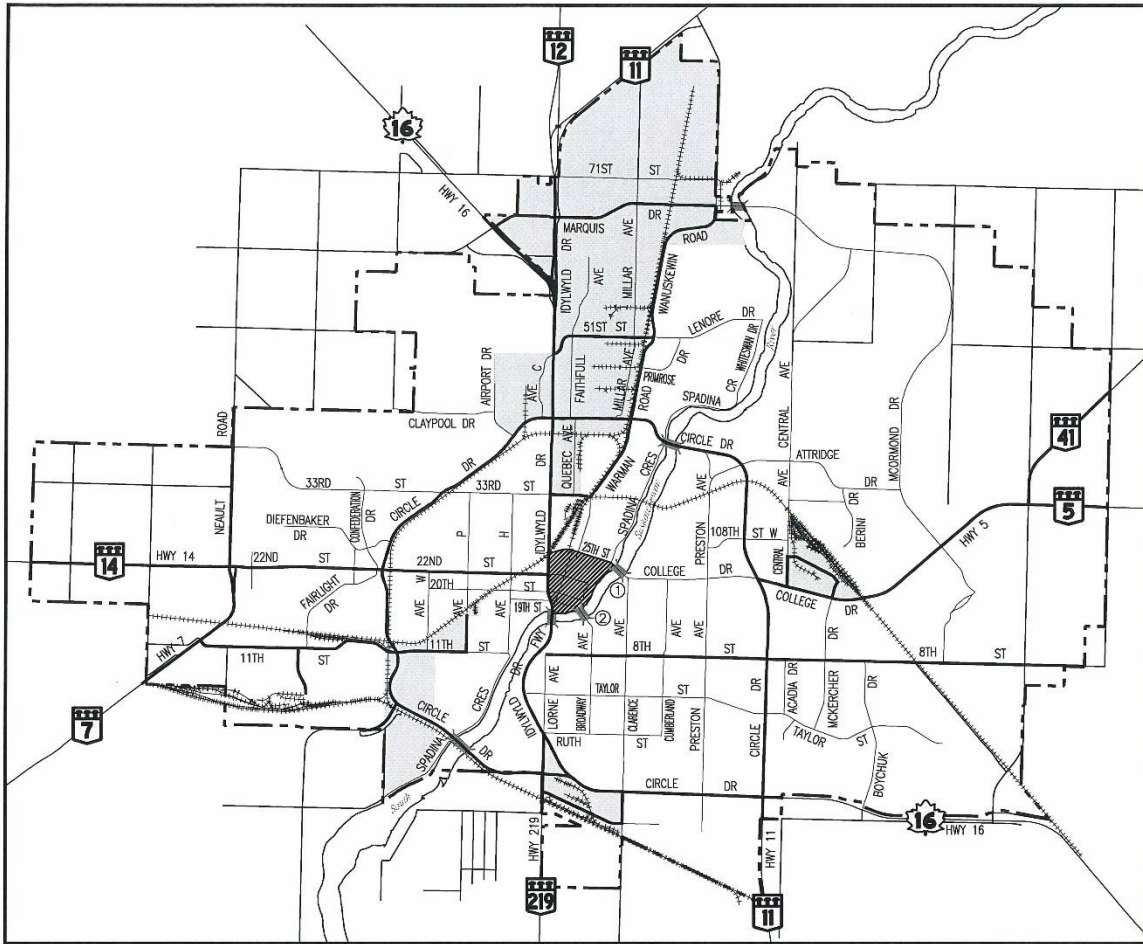 12
11
16
HWY 16
71ST ST
MARQUIS DR
ROAD
IDYLWYLD DR
AVE
MILLAR AVE
WANUSKEWIN
51ST ST
LENORE DR
WHITESWAN DR
River
PRIMROSE DR
SPADINA CR
AIRPORT DR
AVE C
FAITHFULL
MILLAR AVE
ROAD
CENTRAL AVE
MCORMOND DR
CLAYPOOL DR
CIRCLE DR
41
ROAD
NEAULT
CIRCLE DR
IDYLWYLD DR
QUEBEC AVE
WARMAN
SPADINA CRES
Saskatchewan
PRESTON AVE
ATTRIDGE DR
BERINI DR
33RD ST
33RD ST
DIEFENBAKER DR
CONFEDERATION DR
P
H
108TH ST W
CENTRAL
HWY 5
5
14
HWY 14
22ND ST
22ND ST
25TH ST
COLLEGE DR
COLLEGE DR
FAIRLIGHT DR
W
20TH ST
AVE
AVE
AVE
19TH ST
1
2
HWY 7
7
11TH ST
11TH ST
FWY
AVE
AVE
AVE
AVE
8TH ST
8TH ST
SPADINA CRES
DR
IDYLWYLD
LORNE AVE
BROADWAY
TAYLOR ST
CLARENCE
CUMBERLAND
PRESTON
CIRCLE DR
ACADIA DR
MCKERCHER DR
TAYLOR ST
BOYCHUK DR
RUTH ST
CIRCLE DR
South
CIRCLE DR
HWY 219
219
HWY 11
11
16
HWY 16